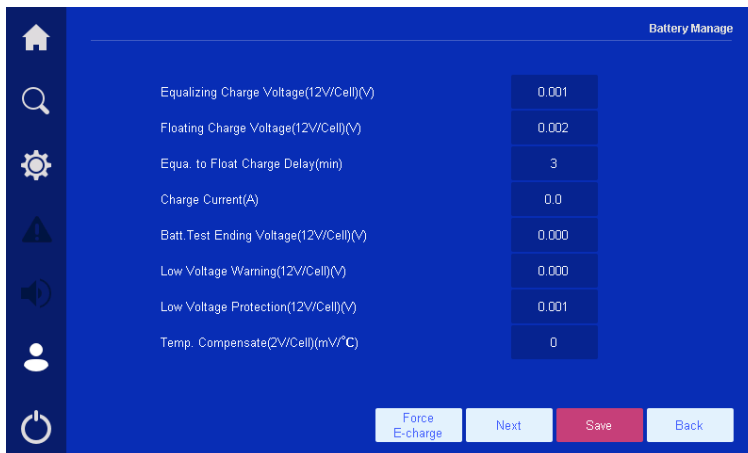 Battery Manage
Equalizing Charge Voltage(12V/Cell)(V) 0.001
Floating Charge Voltage(12V/Cell)(V) 0.002
Equa. to Float Charge Delay(min) 3
Charge Current(A) 0.0
Batt.Test Ending Voltage(12V/Cell)(V) 0.000
Low Voltage Warning(12V/Cell)(V) 0.000
Low Voltage Protection(12V/Cell)(V) 0.001
Temp. Compensate(2V/Cell)(mV/°C) 0
Force
E-charge
Next
Save
Back